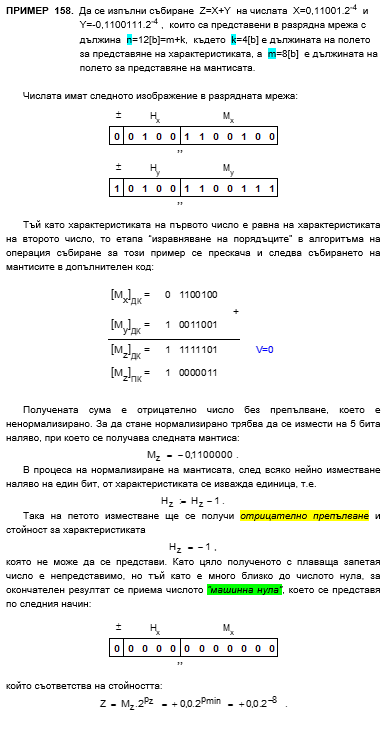 ПРИМЕР 158. Да се изпълни събиране Z=X+Y на числата X=0,11001.2⁻⁴ и
Y=-0,1100111.2⁻⁴ , които са представени в разрядна мрежа с
дължина n=12[b]=m+k, където k=4[b] е дължината на полето
за представяне на характеристиката, а m=8[b] е дължината на
полето за представяне на мантисата.
Числата имат следното изображение в разрядната мрежа:
± Hx Mx
0 0 1 0 0 1 1 0 0 1 0 0
,,
± Hy My
1 0 1 0 0 1 1 0 0 1 1 1
,,
Тъй като характеристиката на първото число е равна на характеристиката
на второто число, то етапа "изравняване на порядъците" в алгоритъма на
операция събиране за този пример се прескача и следва събирането на
мантисите в допълнителен код:
[Mx]ДК = 0 1100100
+
[My]ДК = 1 0011001
[Mz]ДК = 1 1111101 V=0
[Mz]ПК = 1 0000011
Получената сума е отрицателно число без препълване, което е
ненормализирано. За да стане нормализирано трябва да се измести на 5 бита
наляво, при което се получава следната мантиса:
Mz = −0,1100000 .
В процеса на нормализиране на мантисата, след всяко нейно изместване
наляво на един бит, от характеристиката се изважда единица, т.е.
Hz := Hz − 1 .
Така на петото изместване ще се получи отрицателно препълване и
стойност за характеристиката
Hz = −1 ,
която не може да се представи. Като цяло полученото с плаваща запетая
число е непредставимо, но тъй като е много близко до числото нула, за
окончателен резултат се приема числото "машинна нула", което се представя
по следния начин:
± Hx Mx
0 0 0 0 0 0 0 0 0 0 0 0
,,
който съответства на стойността:
Z = Mz.2^pz = +0,0.2^pmin = +0,0.2⁻⁸ .